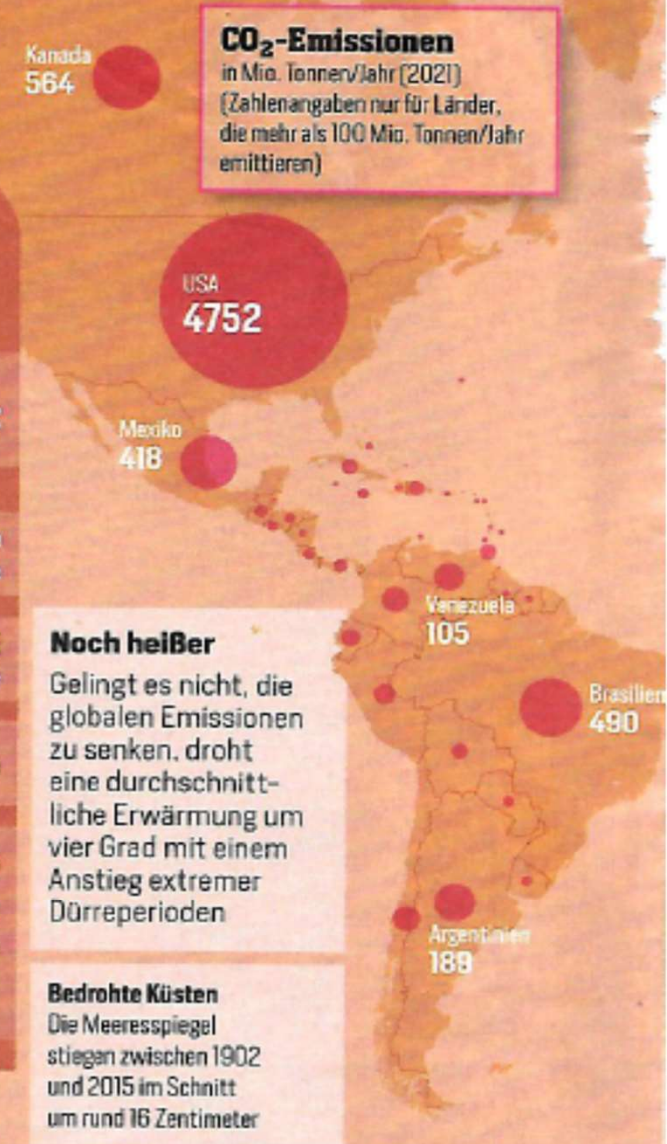 CO₂-Emissionen
in Mio. Tonnen/Jahr (2021)
(Zahlenangaben nur für Länder,
die mehr als 100 Mio. Tonnen/Jahr
emittieren)
Kanada
564
USA
4752
Mexiko
418
Venezuela
105
Brasilien
490
Argentinien
189
Noch heißer
Gelingt es nicht, die
globalen Emissionen
zu senken, droht
eine durchschnitt-
liche Erwärmung um
vier Grad mit einem
Anstieg extremer
Dürreperioden
Bedrohte Küsten
Die Meeresspiegel
stiegen zwischen 1902
und 2015 im Schnitt
um rund 16 Zentimeter